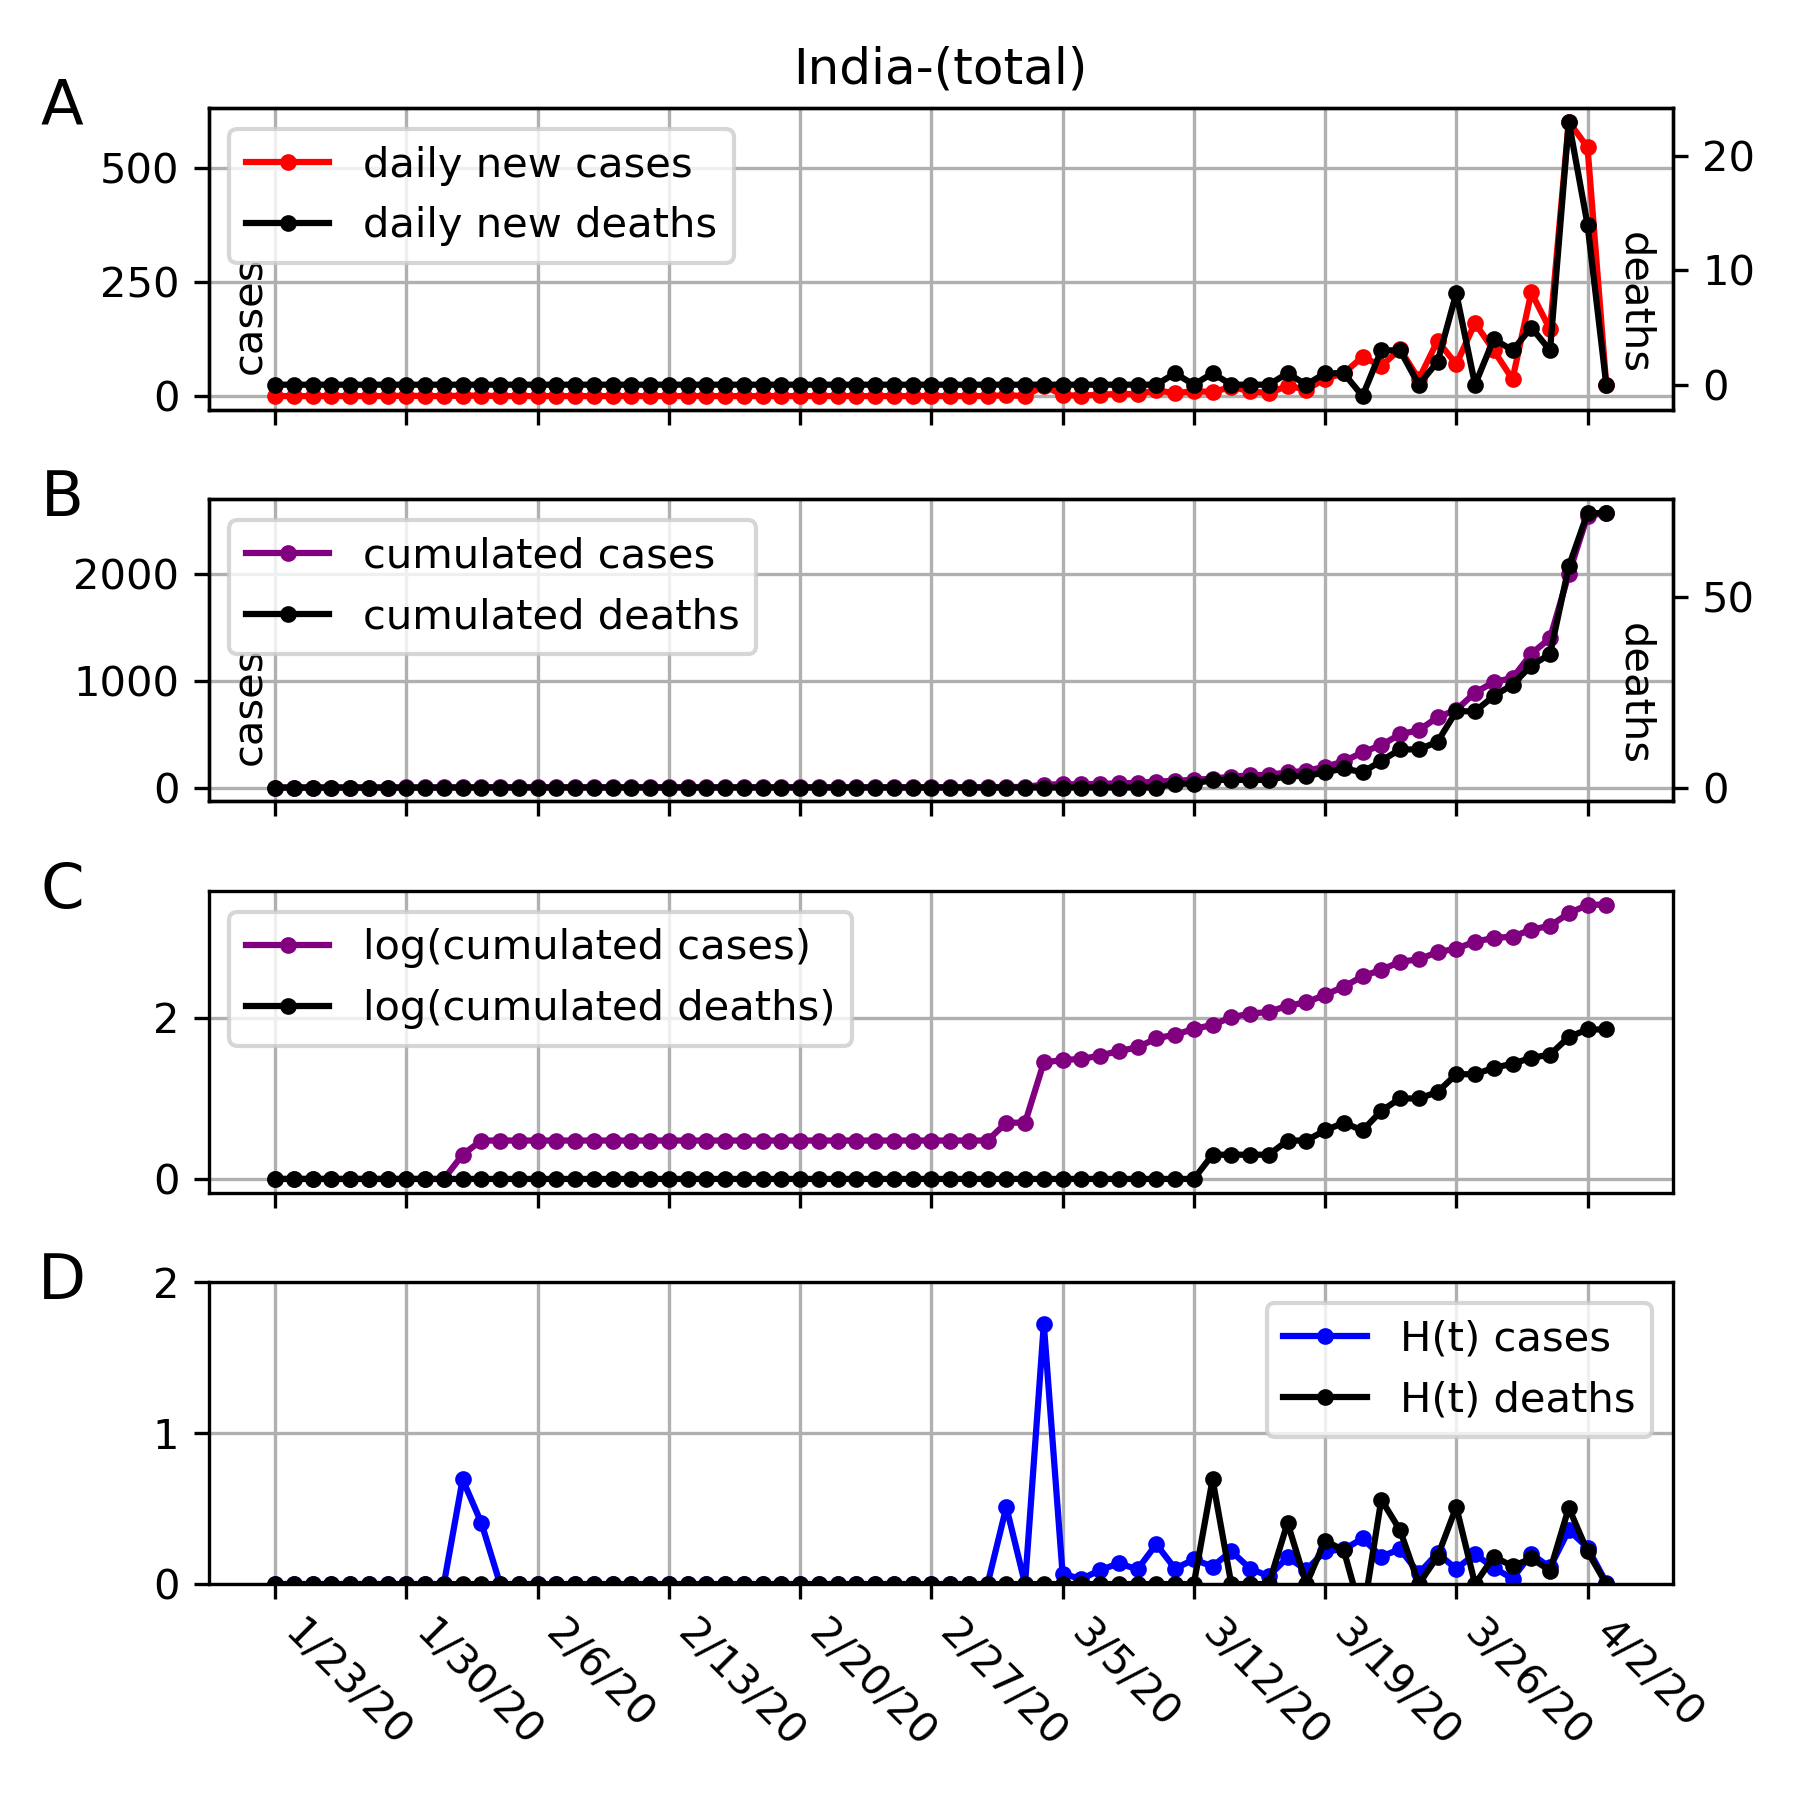 India-(total)
A
daily new cases
daily new deaths
500
250
0
cases
20
10
0
deaths
B
cumulated cases
cumulated deaths
2000
1000
0
cases
50
0
deaths
C
log(cumulated cases)
log(cumulated deaths)
2
0
D
H(t) cases
H(t) deaths
2
1
0
1/23/20
1/30/20
2/6/20
2/13/20
2/20/20
2/27/20
3/5/20
3/12/20
3/19/20
3/26/20
4/2/20